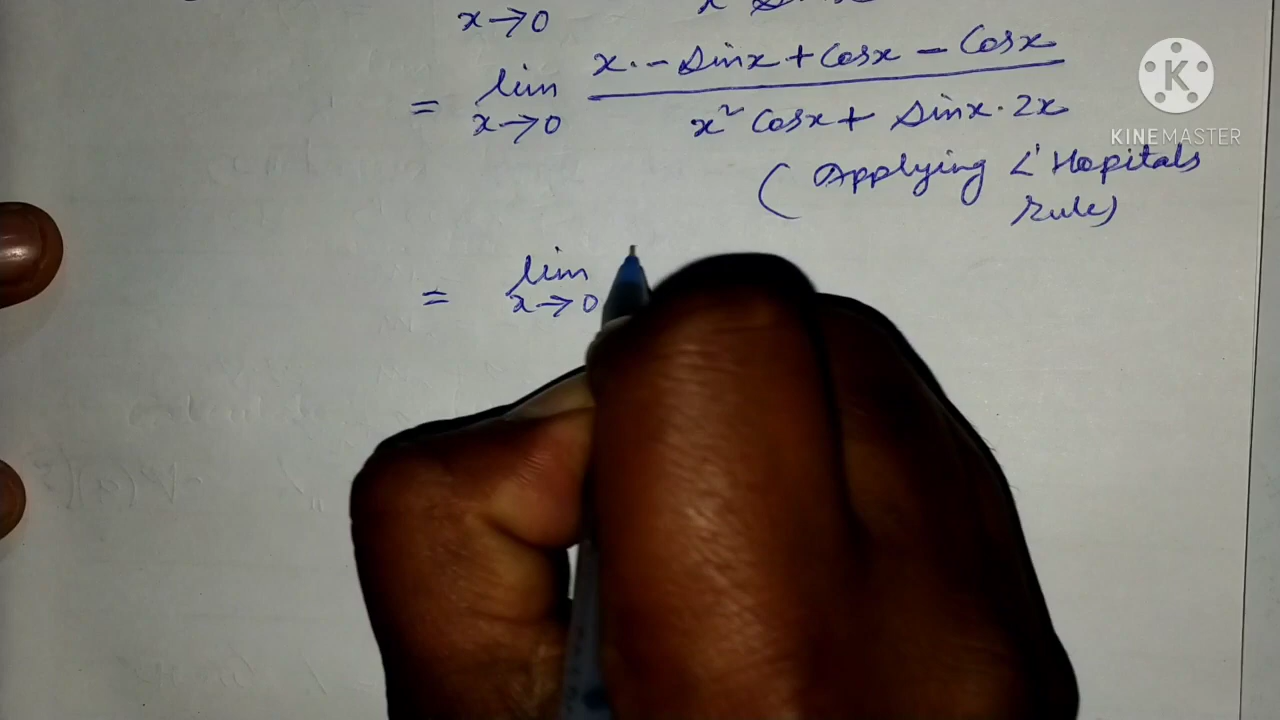 x→0
= lim x·-sinx + cosx - cosx
x→0 x² cosx + sinx·2x
K
KINEMASTER
( Applying L'Hopitals
rule)
= lim
x→0